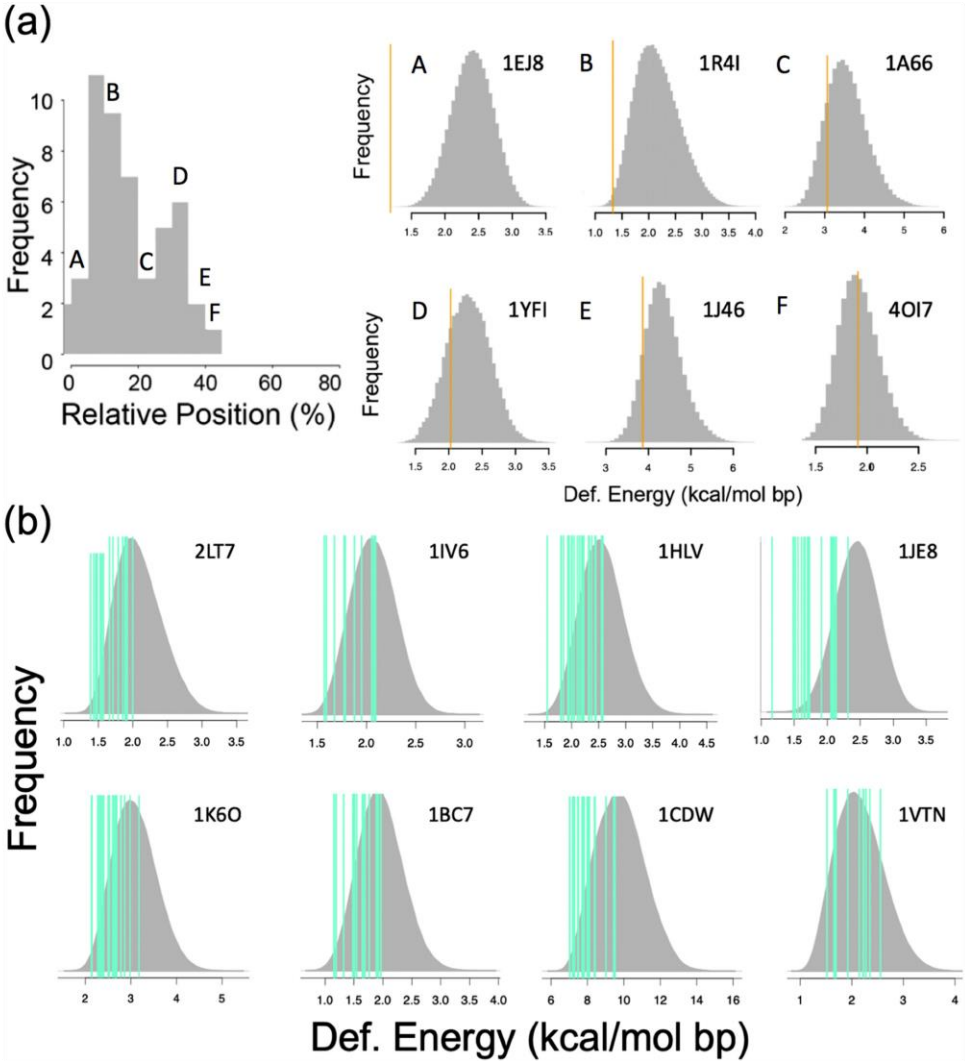 (a)
Frequency
10
8
6
4
2
0
A
B
C
D
E
F
0 20 40 60 80
Relative Position (%)
Frequency
A 1EJ8
1.5 2.0 2.5 3.0 3.5
B 1R4I
1.0 1.5 2.0 2.5 3.0 3.5 4.0
C 1A66
2 3 4 5 6
Frequency
D 1YFI
1.5 2.0 2.5 3.0 3.5
E 1J46
3 4 5 6
F 4OI7
1.5 2.0 2.5
Def. Energy (kcal/mol bp)
(b)
Frequency
2LT7
1.0 1.5 2.0 2.5 3.0 3.5
1IV6
1.5 2.0 2.5 3.0
1HLV
1.5 2.0 2.5 3.0 3.5 4.0 4.5
1JE8
1.0 1.5 2.0 2.5 3.0 3.5
1K6O
2 3 4 5
1BC7
1.0 1.5 2.0 2.5 3.0 3.5 4.0
1CDW
6 8 10 12 14 16
1VTN
1 2 3 4
Def. Energy (kcal/mol bp)